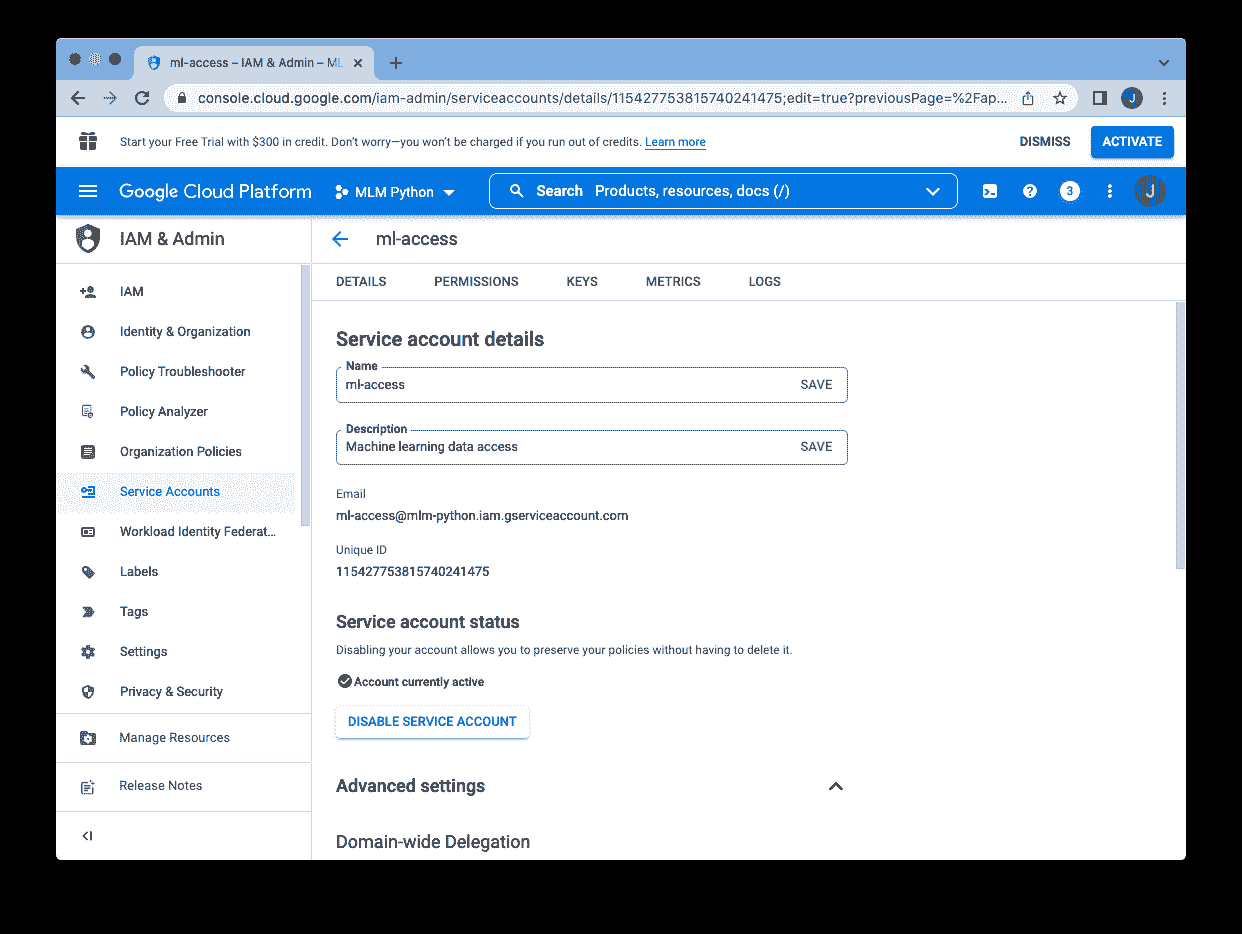 ml-access – IAM & Admin – ML
console.cloud.google.com/iam-admin/serviceaccounts/details/115427753815740241475;edit=true?previousPage=%2Fap...
J
Start your Free Trial with $300 in credit. Don't worry—you won't be charged if you run out of credits. Learn more
DISMISS
ACTIVATE
Google Cloud Platform
MLM Python
Search Products, resources, docs (/)
3
J
IAM & Admin
IAM
Identity & Organization
Policy Troubleshooter
Policy Analyzer
Organization Policies
Service Accounts
Workload Identity Federat...
Labels
Tags
Settings
Privacy & Security
Manage Resources
Release Notes
ml-access
DETAILS
PERMISSIONS
KEYS
METRICS
LOGS
Service account details
Name
ml-access
SAVE
Description
Machine learning data access
SAVE
Email
ml-access@mlm-python.iam.gserviceaccount.com
Unique ID
115427753815740241475
Service account status
Disabling your account allows you to preserve your policies without having to delete it.
Account currently active
DISABLE SERVICE ACCOUNT
Advanced settings
Domain-wide Delegation